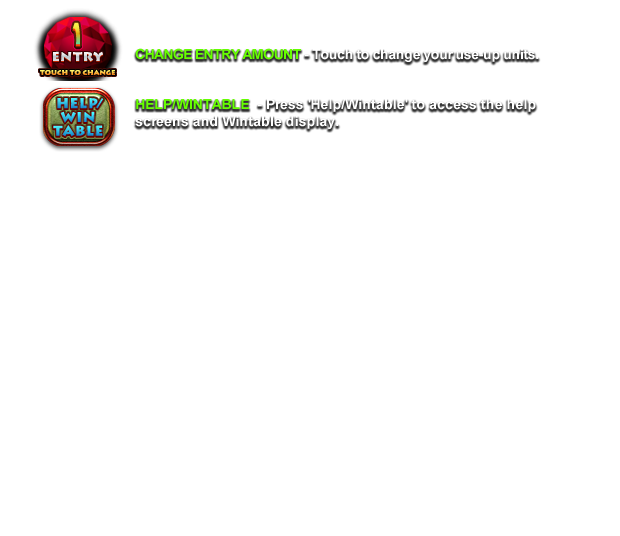 1
ENTRY
TOUCH TO CHANGE
CHANGE ENTRY AMOUNT - Touch to change your use-up units.
HELP/
WIN
TABLE
HELP/WINTABLE - Press 'Help/Wintable' to access the help
screens and Wintable display.